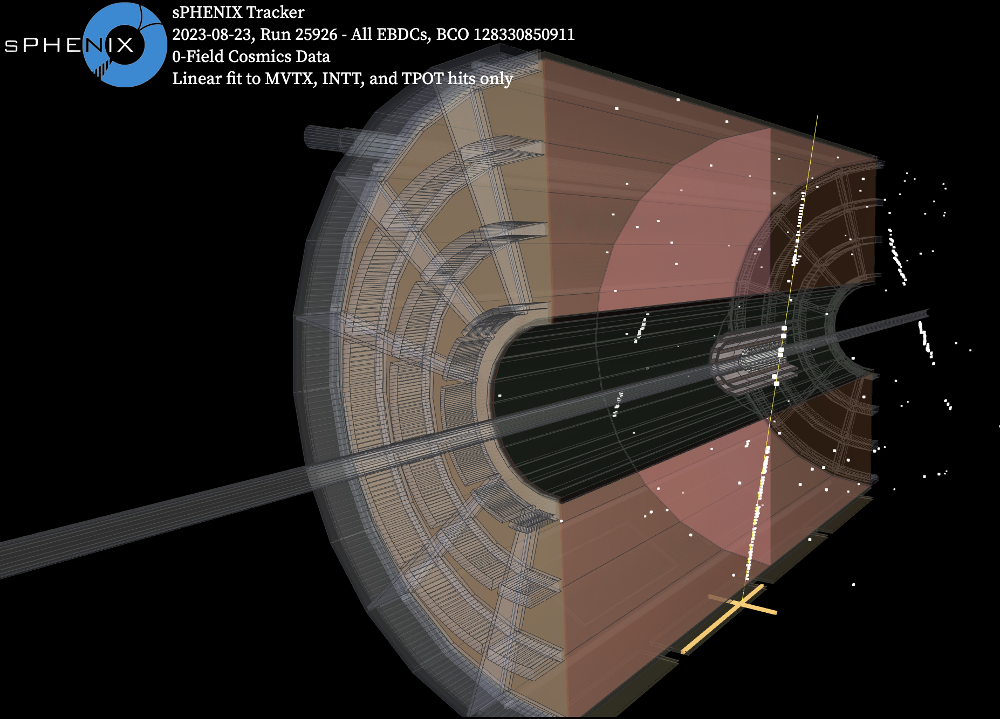 sPHENIX
sPHENIX Tracker
2023-08-23, Run 25926 - All EBDCs, BCO 128330850911
0-Field Cosmics Data
Linear fit to MVTX, INTT, and TPOT hits only